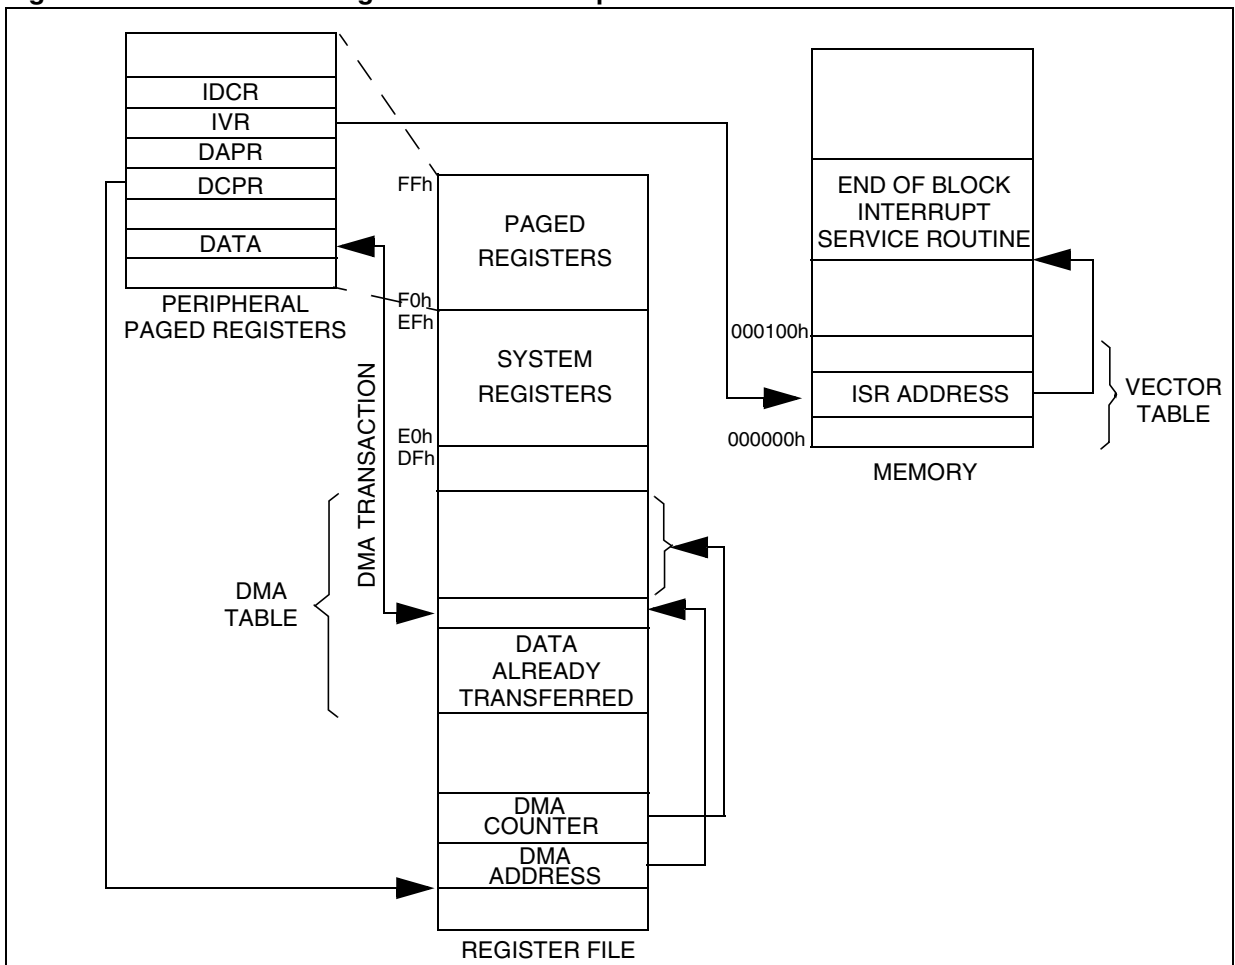 IDCR
IVR
DAPR
DCPR
DATA
PERIPHERAL
PAGED REGISTERS
DMA TRANSACTION
DMA
TABLE
FFh
F0h
EFh
E0h
DFh
PAGED
REGISTERS
SYSTEM
REGISTERS
DATA
ALREADY
TRANSFERRED
DMA
COUNTER
DMA
ADDRESS
REGISTER FILE
END OF BLOCK
INTERRUPT
SERVICE ROUTINE
000100h
ISR ADDRESS
000000h
MEMORY
VECTOR
TABLE